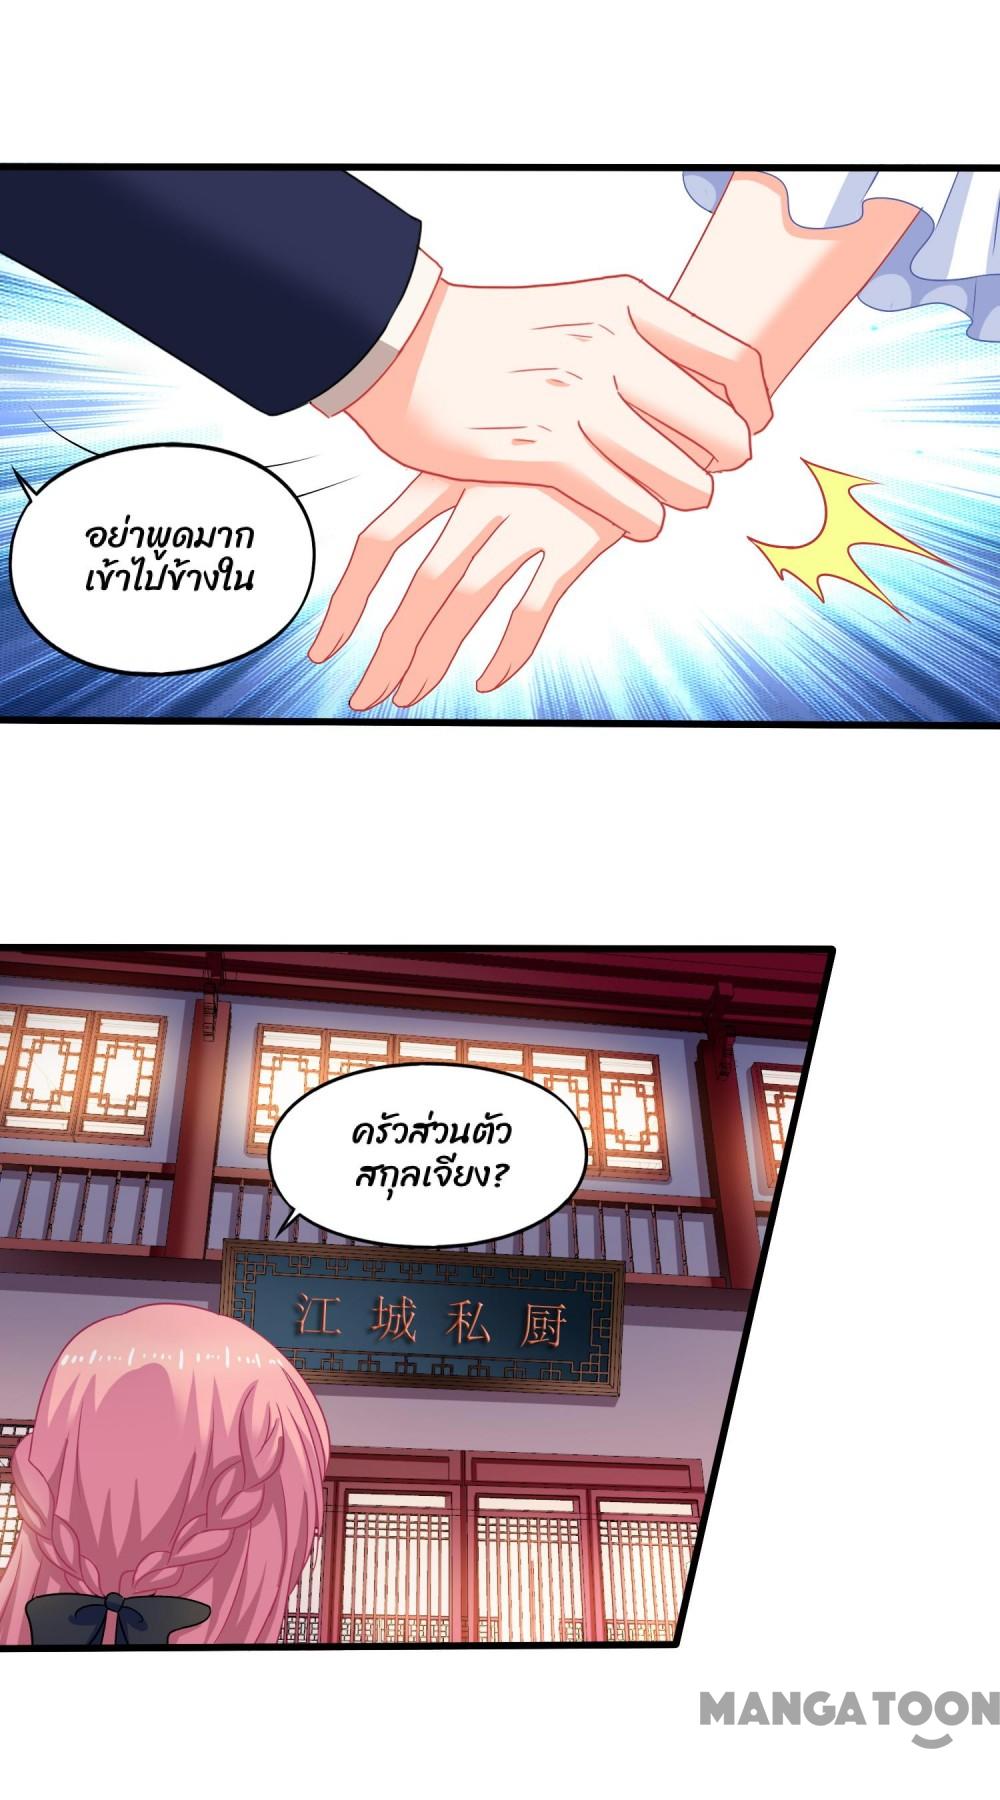 อย่าพูดมาก
เข้าไปข้างใน
ครัวส่วนตัว
สกุลเจียง?
江城私厨
MANGATOON